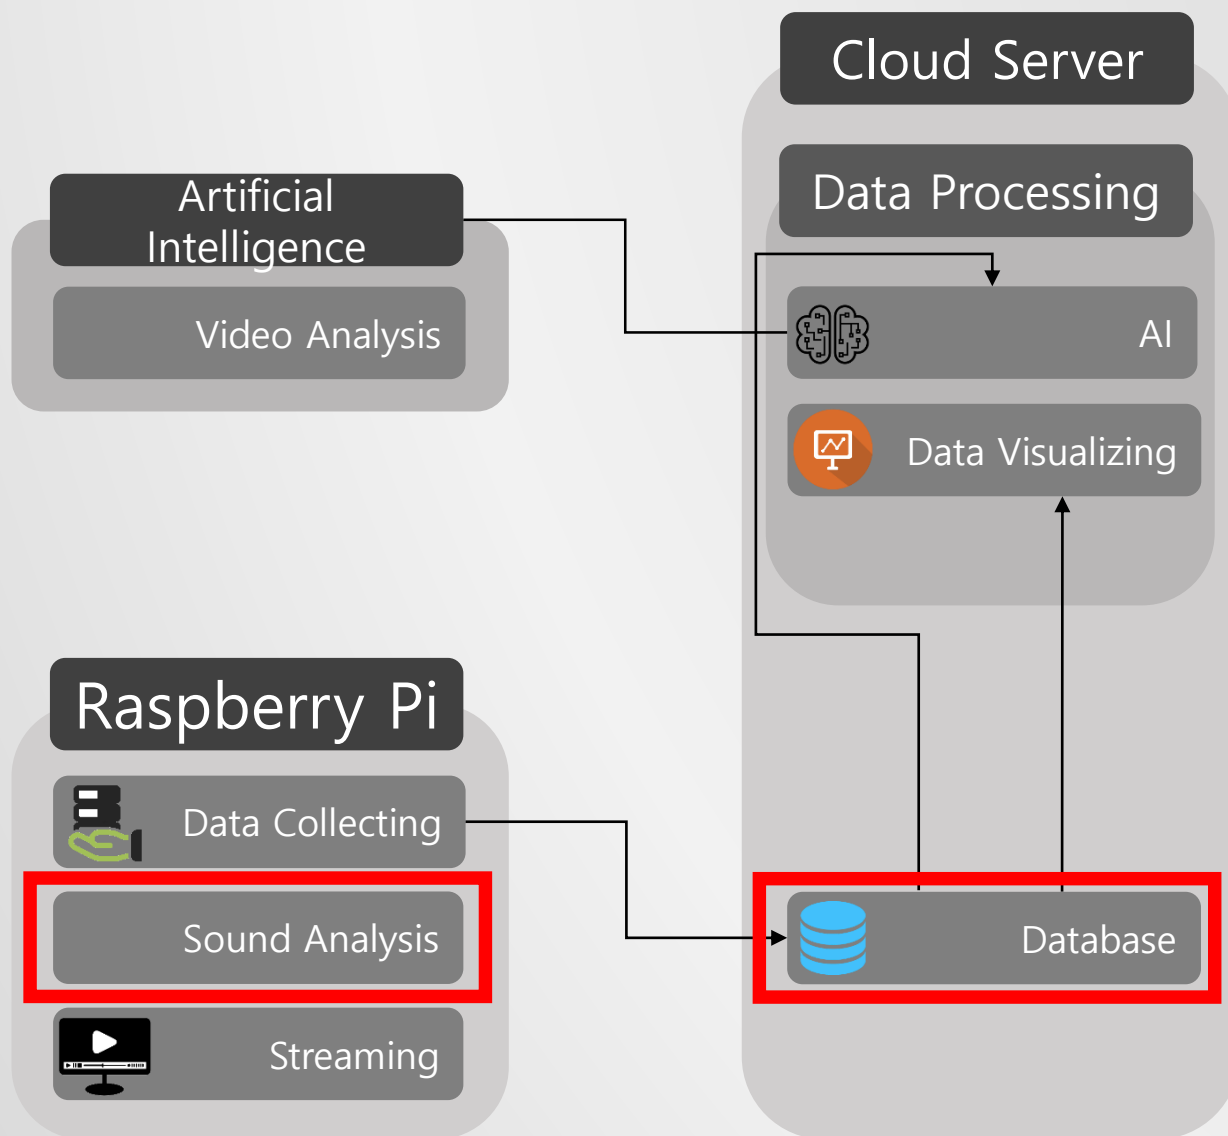 Cloud Server
Data Processing
Artificial
Intelligence
Video Analysis
AI
Data Visualizing
Raspberry Pi
Data Collecting
Sound Analysis
Streaming
Database